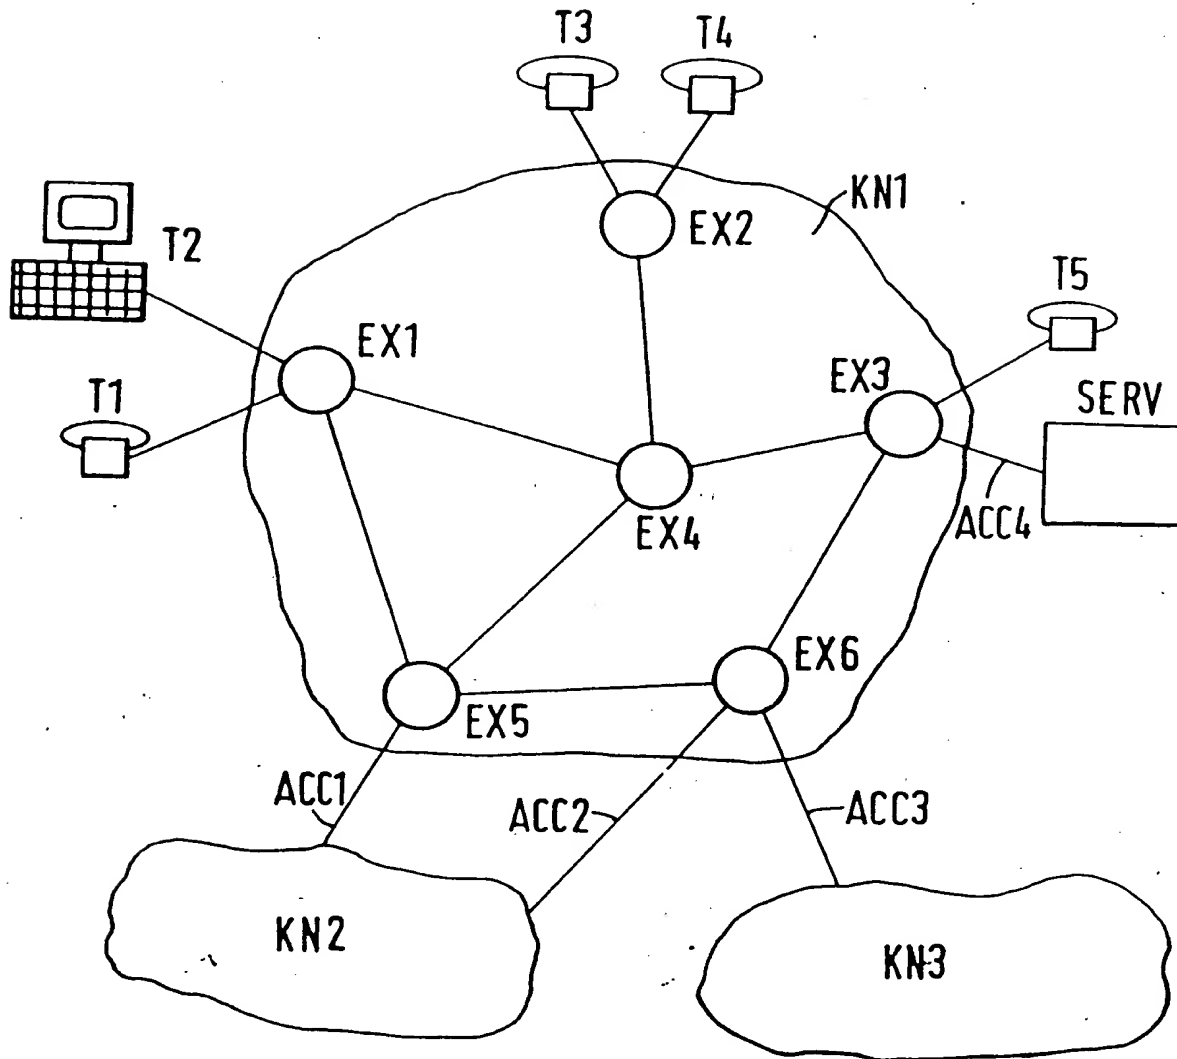 T3
T4
KN1
EX2
T2
T5
EX1
EX3
T1
SERV
EX4
ACC4
EX6
EX5
ACC1
ACC2
ACC3
KN2
KN3